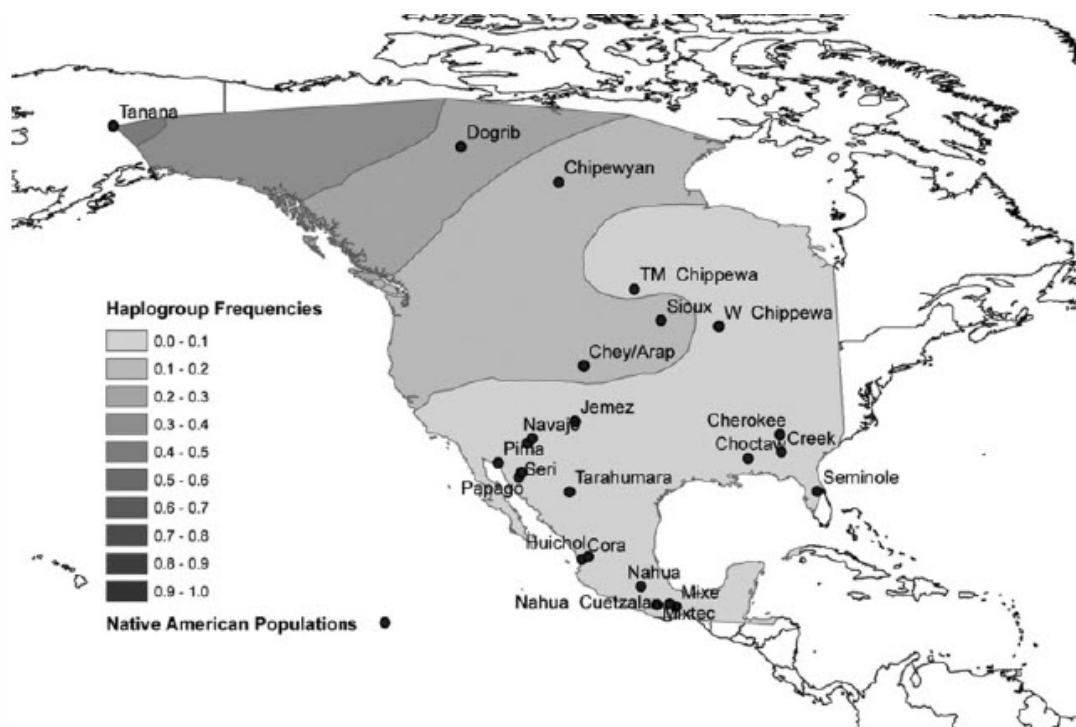 Tanana
Dogrib
Chipewyan
TM Chippewa
Sioux
W Chippewa
Chey/Arap
Haplogroup Frequencies
0.0 - 0.1
0.1 - 0.2
0.2 - 0.3
0.3 - 0.4
0.4 - 0.5
0.5 - 0.6
0.6 - 0.7
0.7 - 0.8
0.8 - 0.9
0.9 - 1.0
Native American Populations
Jemez
Navajo
Pima
Seri
Papago
Tarahumara
Cherokee
Creek
Choctaw
Seminole
Huichol
Cora
Nahua
Nahua Cuetzala
Mixe
Mixtec